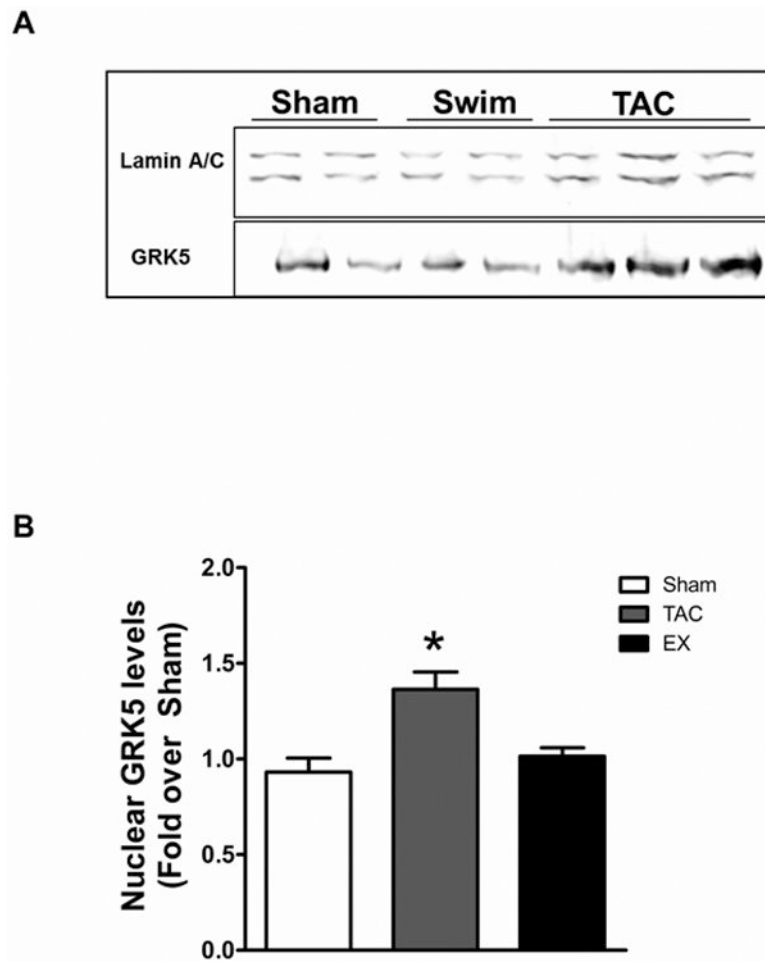 A
Sham Swim TAC
Lamin A/C
GRK5
B
Nuclear GRK5 levels
(Fold over Sham)
2.0
1.5
1.0
0.5
0.0
*
Sham
TAC
EX